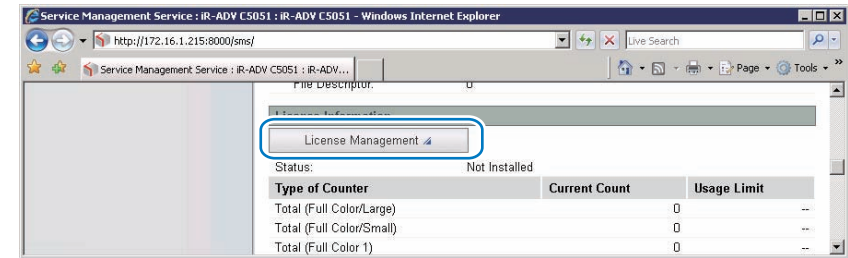 Service Management Service : iR-ADV C5051 : iR-ADV C5051 - Windows Internet Explorer
http://172.16.1.215:8000/sms/
Live Search
Service Management Service : iR-ADV C5051 : iR-ADV...
Page
Tools
File Descriptor: 0
License Information
License Management
Status: Not Installed
Type of Counter Current Count Usage Limit
Total (Full Color/Large) 0 --
Total (Full Color/Small) 0 --
Total (Full Color 1) 0 --